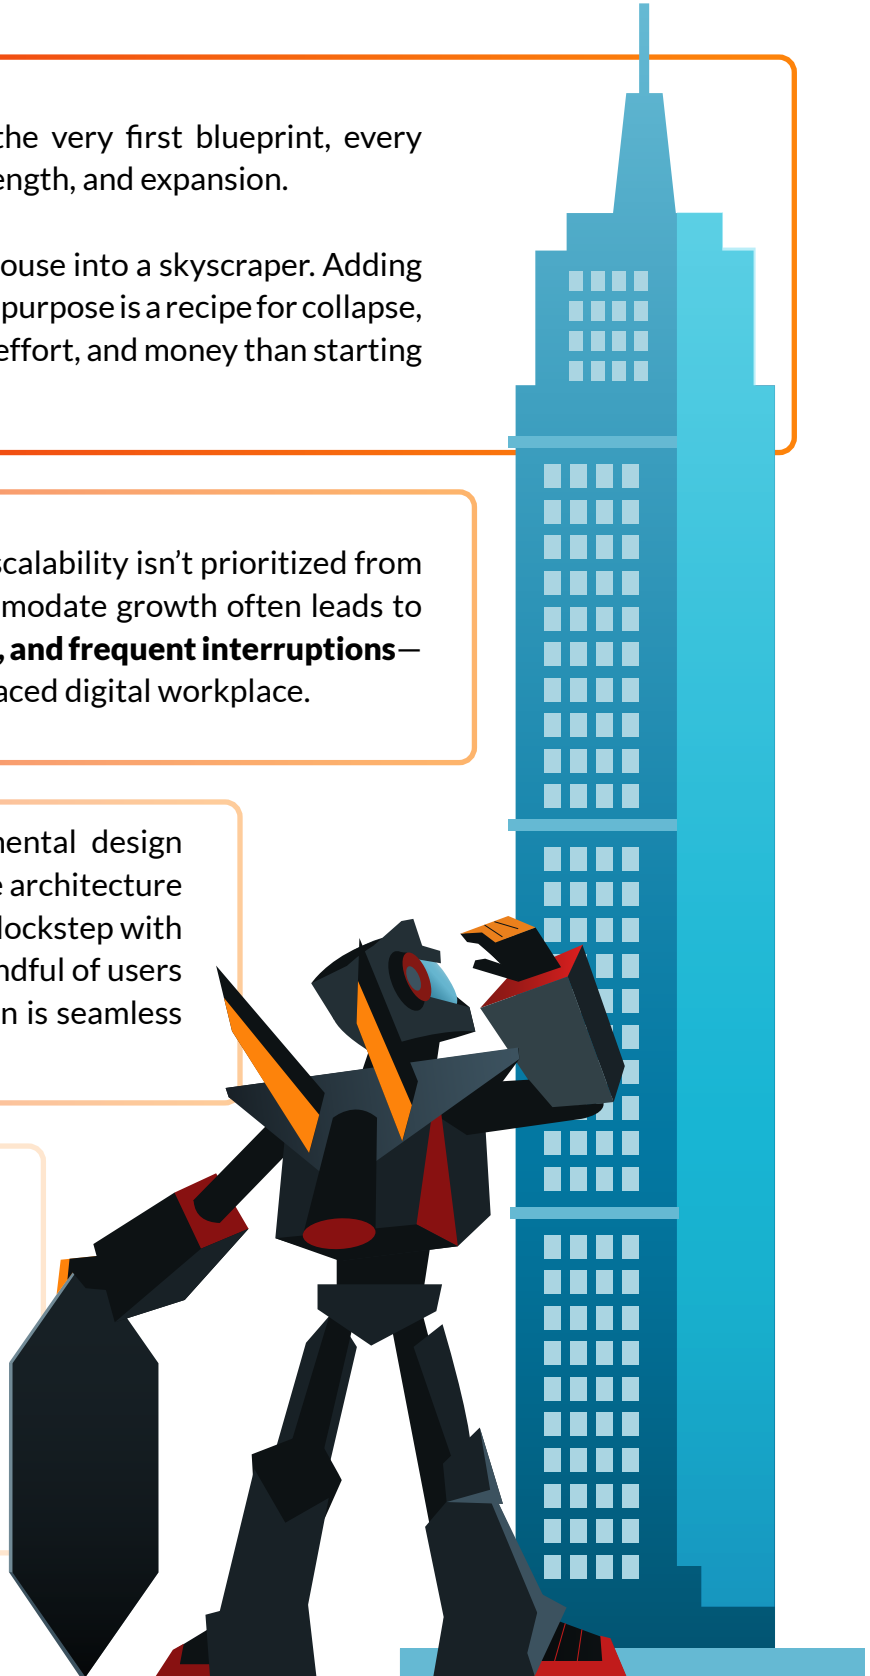 the very first blueprint, every
ength, and expansion.
ouse into a skyscraper. Adding
purpose is a recipe for collapse,
effort, and money than starting
scalability isn’t prioritized from
modate growth often leads to
, and frequent interruptions—
aced digital workplace.
mental design
e architecture
lockstep with
ndful of users
n is seamless